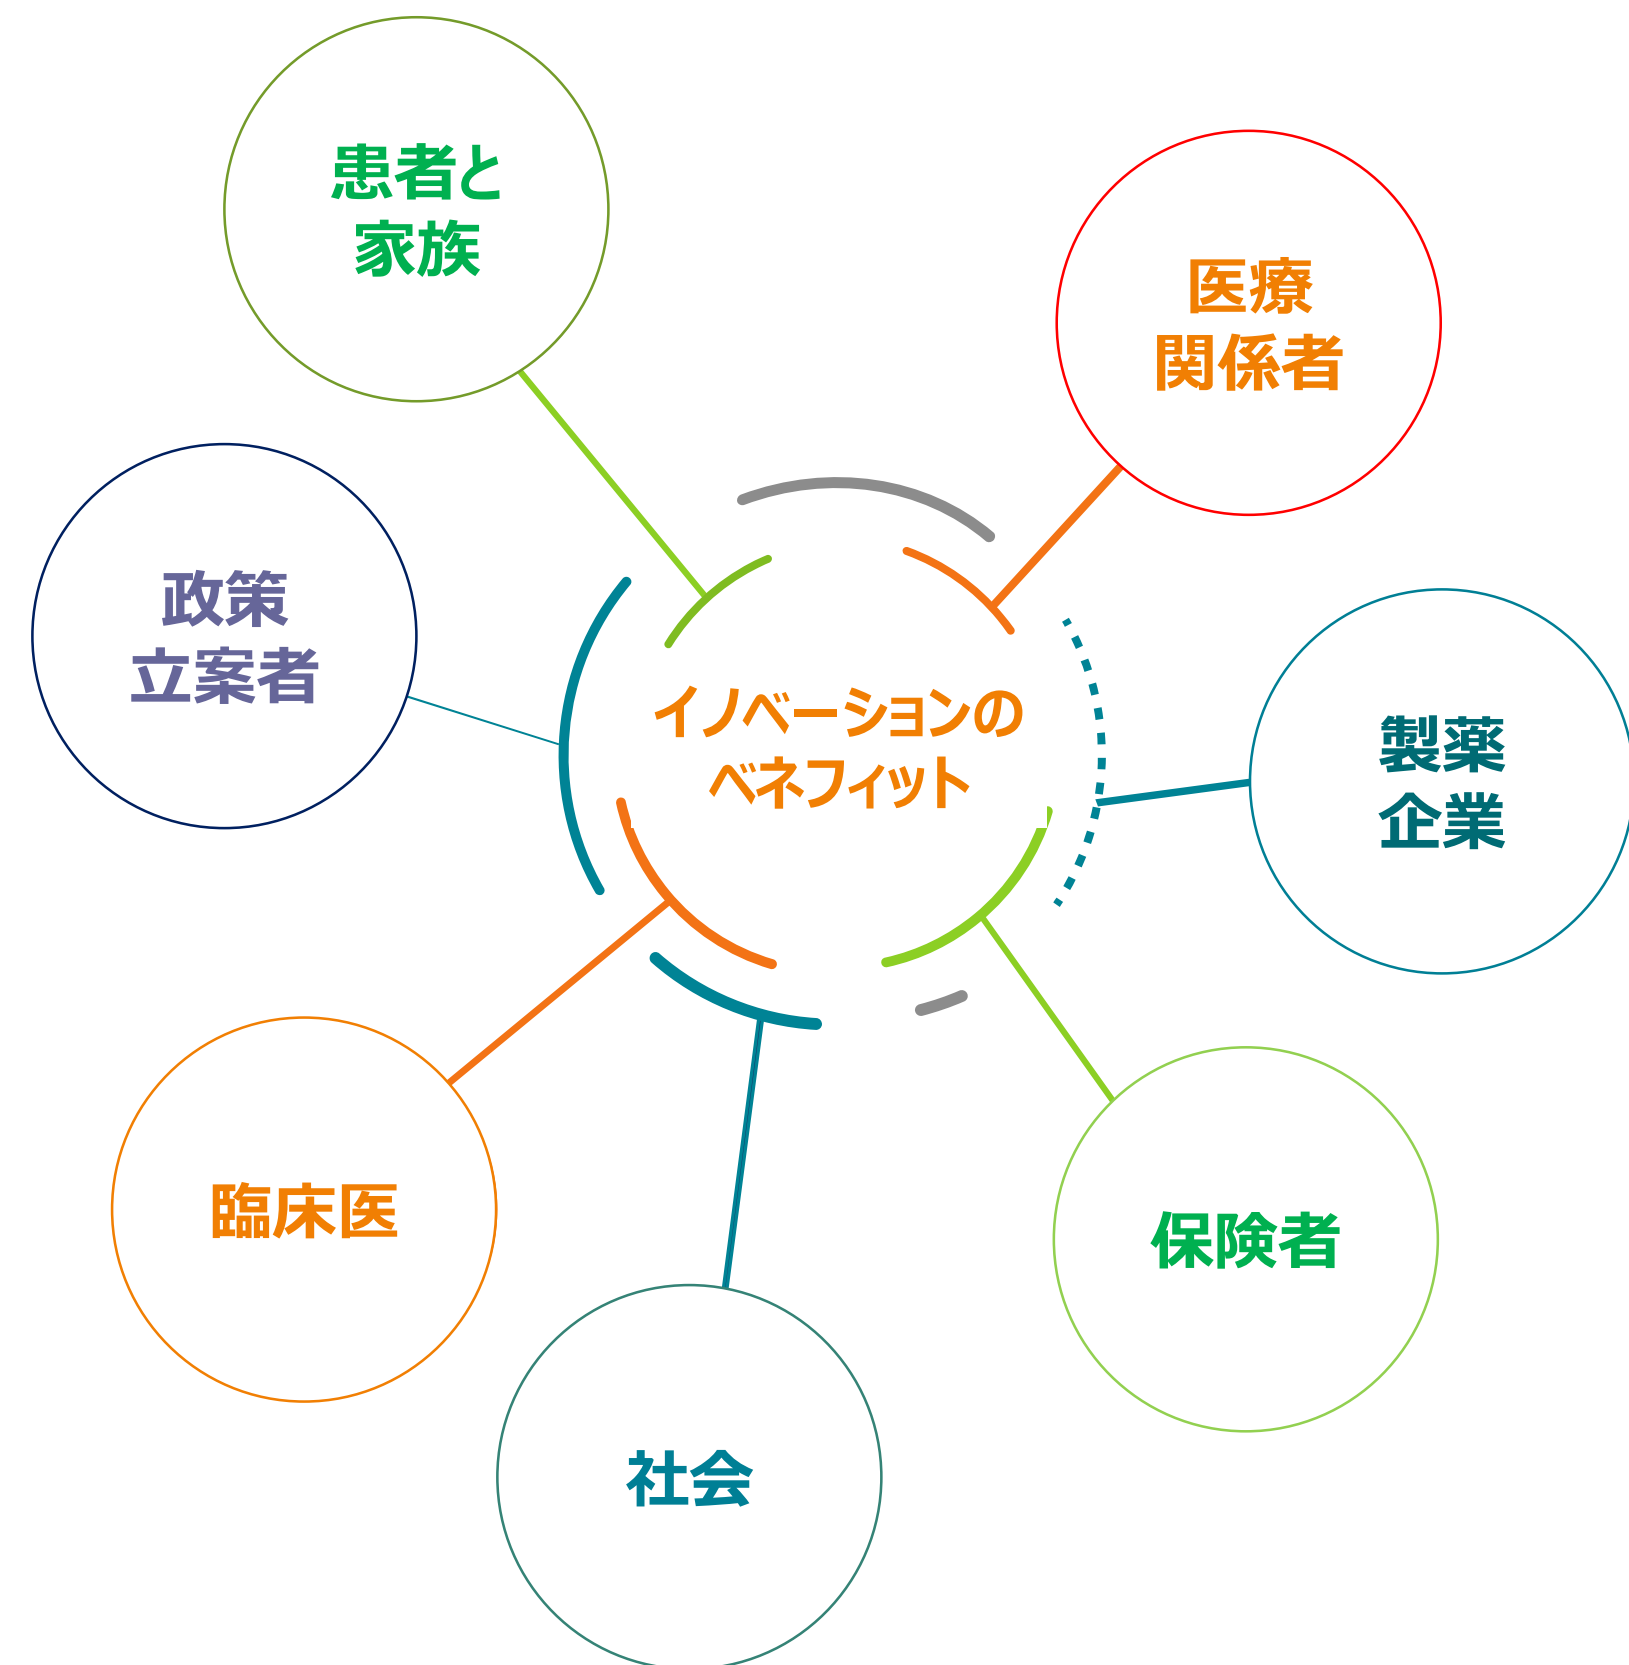 患者と
家族
医療
関係者
政策
立案者
イノベーションの
ベネフィット
製薬
企業
臨床医
保険者
社会